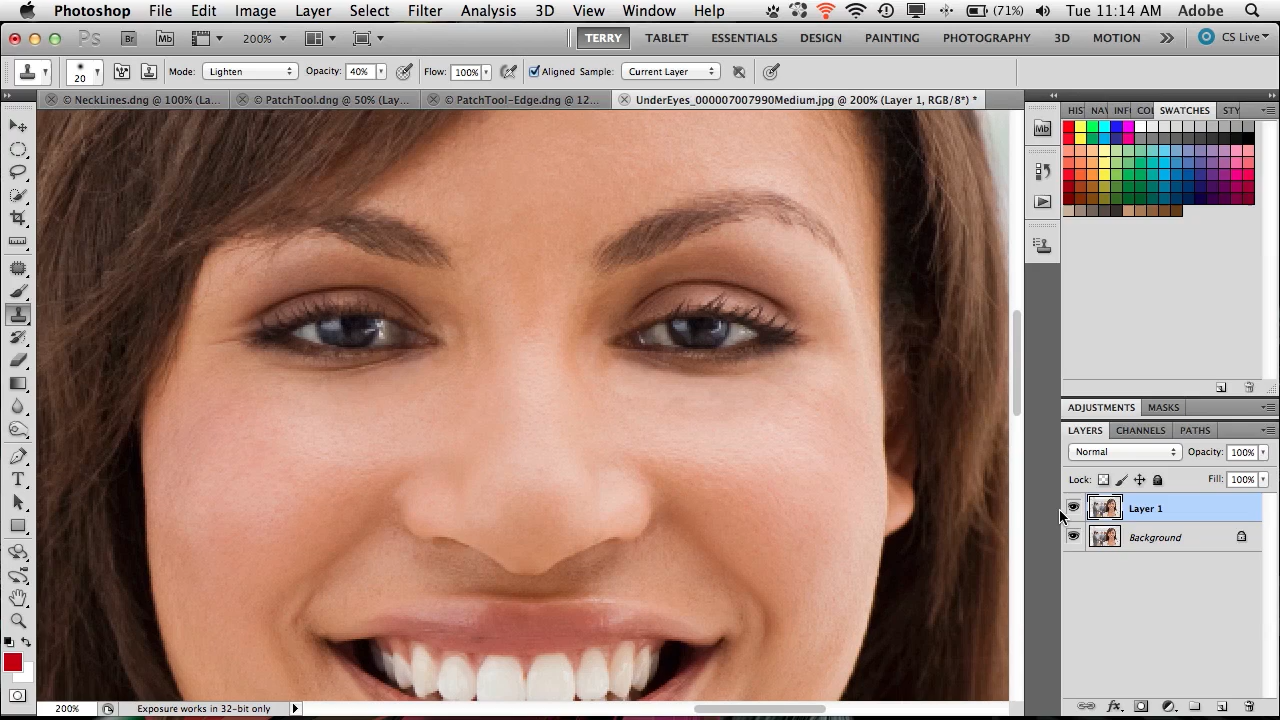 Photoshop File Edit Image Layer Select Filter Analysis 3D View Window Help (71%) Tue 11:14 AM Adobe
Ps Br Mb 200% TERRY TABLET ESSENTIALS DESIGN PAINTING PHOTOGRAPHY 3D MOTION CS Live
20 Mode: Lighten Opacity: 40% Flow: 100% Aligned Sample: Current Layer
© NeckLines.dng @ 100% (La... © PatchTool.dng @ 50% (Lay... © PatchTool-Edge.dng @ 12... UnderEyes_000007007990Medium.jpg @ 200% (Layer 1, RGB/8*) *
HIS NAV INFO COL SWATCHES STY
Mb
ADJUSTMENTS MASKS
LAYERS CHANNELS PATHS
Normal Opacity: 100%
Lock: Fill: 100%
Layer 1
Background
T
fx
200% Exposure works in 32-bit only